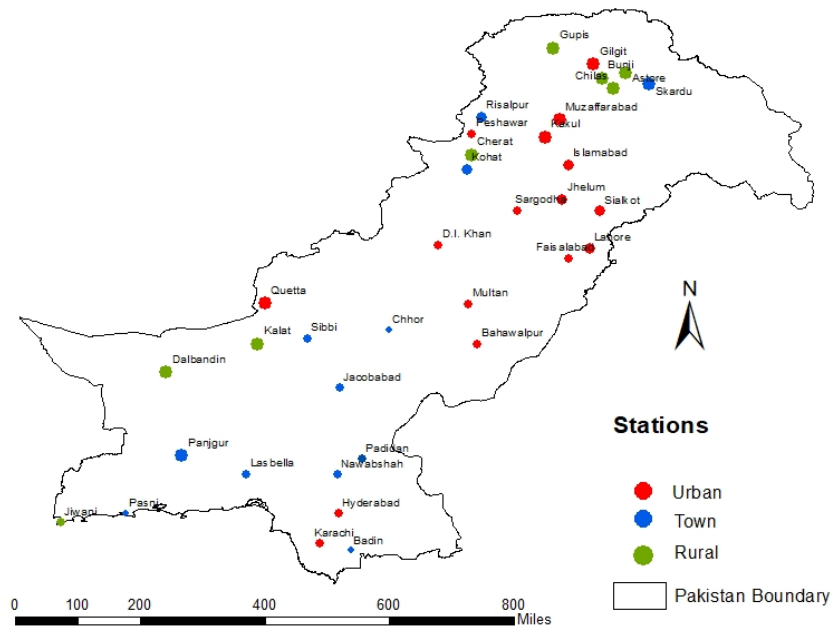 Gupis
Gilgit
Bunji
Chilas
Astore
Skardu
Risalpur
Muzaffarabad
Peshawar
Kakul
Cherat
Kohat
Islamabad
Jhelum
Sargodha
Sialkot
D.I. Khan
Lahore
Faisalabad
Quetta
Multan
N
Chhor
Kalat
Sibbi
Bahawalpur
Dalbandin
Jacobabad
Stations
Panjgur
Padidan
Lasbella
Nawabshah
Urban
Pasni
Hyderabad
Jiwani
Town
Karachi
Badin
Rural
Pakistan Boundary
0 100 200 400 600 800
Miles